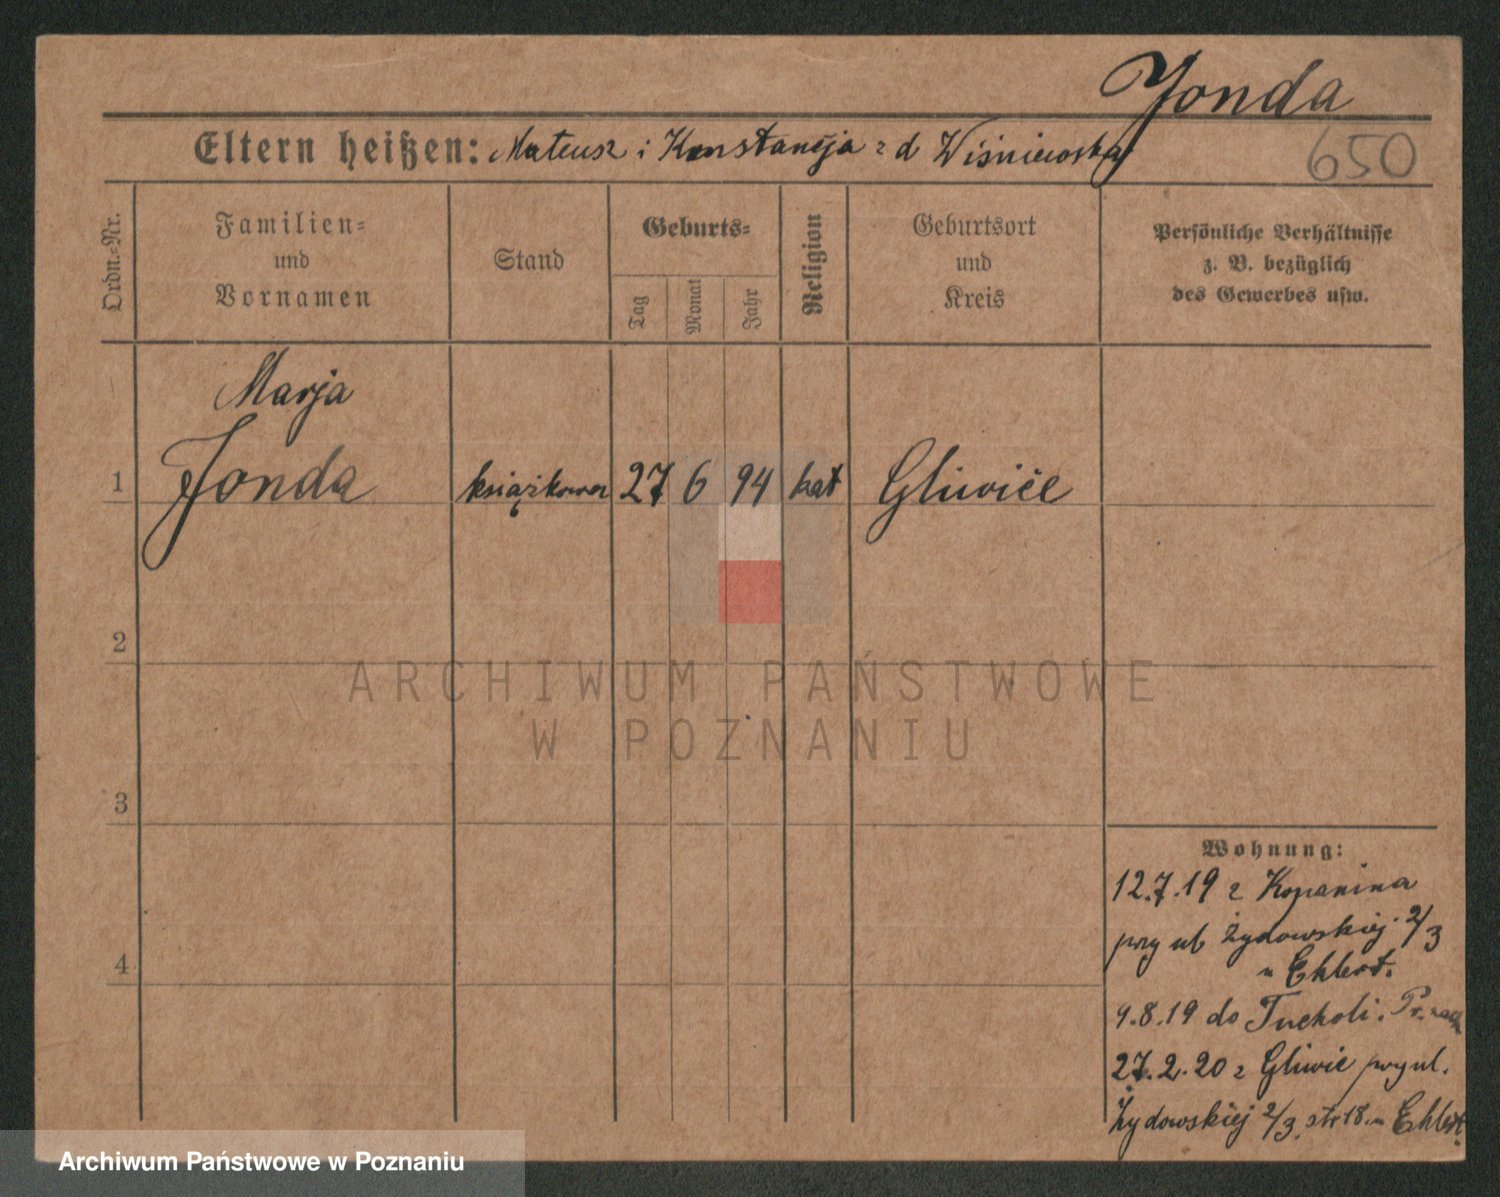 Jonda
Eltern heißen: Mateusz i Konstancja z d Wiśniewska
650
Ordn.-Nr.
Familien-
und
Vornamen
Stand
Geburts-
Tag
Monat
Jahr
Religion
Geburtsort
und
Kreis
Persönliche Verhältnisse
z. B. bezüglich
des Gewerbes usw.
Marja
1 Jonda książkowa 27 6 94 kat Gliwice
2
ARCHIWUM PAŃSTWOWE
W POZNANIU
3
4
Wohnung:
12.7.19 z Kopanina
przy ul Żydowskiej 2/3
u Ehlert.
9.8.19 do Tucholi.
27.2.20 z Gliwic przy ul.
Żydowskiej 2/3. str 18. u Ehlert.
Archiwum Państwowe w Poznaniu